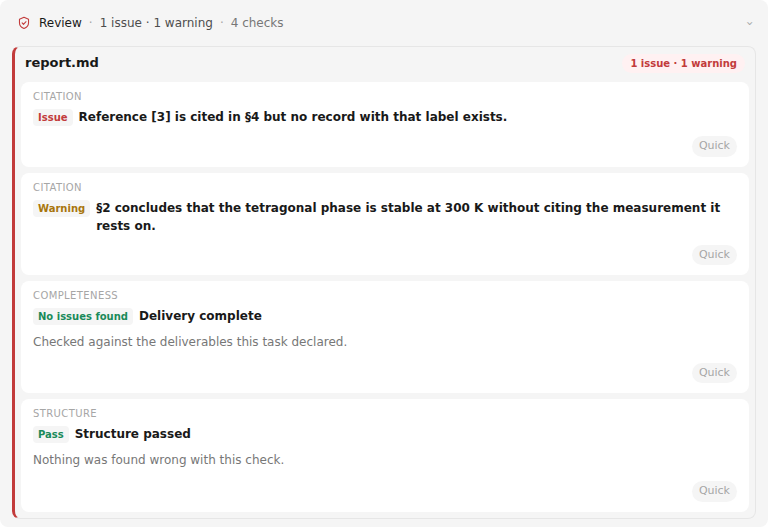 Review · 1 issue · 1 warning · 4 checks
report.md
1 issue · 1 warning
CITATION
Issue Reference [3] is cited in §4 but no record with that label exists.
Quick
CITATION
Warning §2 concludes that the tetragonal phase is stable at 300 K without citing the measurement it
rests on.
Quick
COMPLETENESS
No issues found Delivery complete
Checked against the deliverables this task declared.
Quick
STRUCTURE
Pass Structure passed
Nothing was found wrong with this check.
Quick